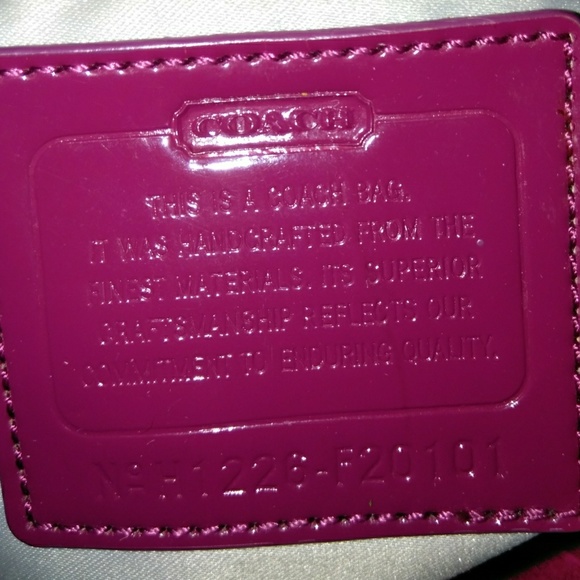 COACH
THIS IS A COACH BAG.
IT WAS HANDCRAFTED FROM THE
FINEST MATERIALS. ITS SUPERIOR
CRAFTSMANSHIP REFLECTS OUR
COMMITMENT TO ENDURING QUALITY.
Nº H1226-F20101